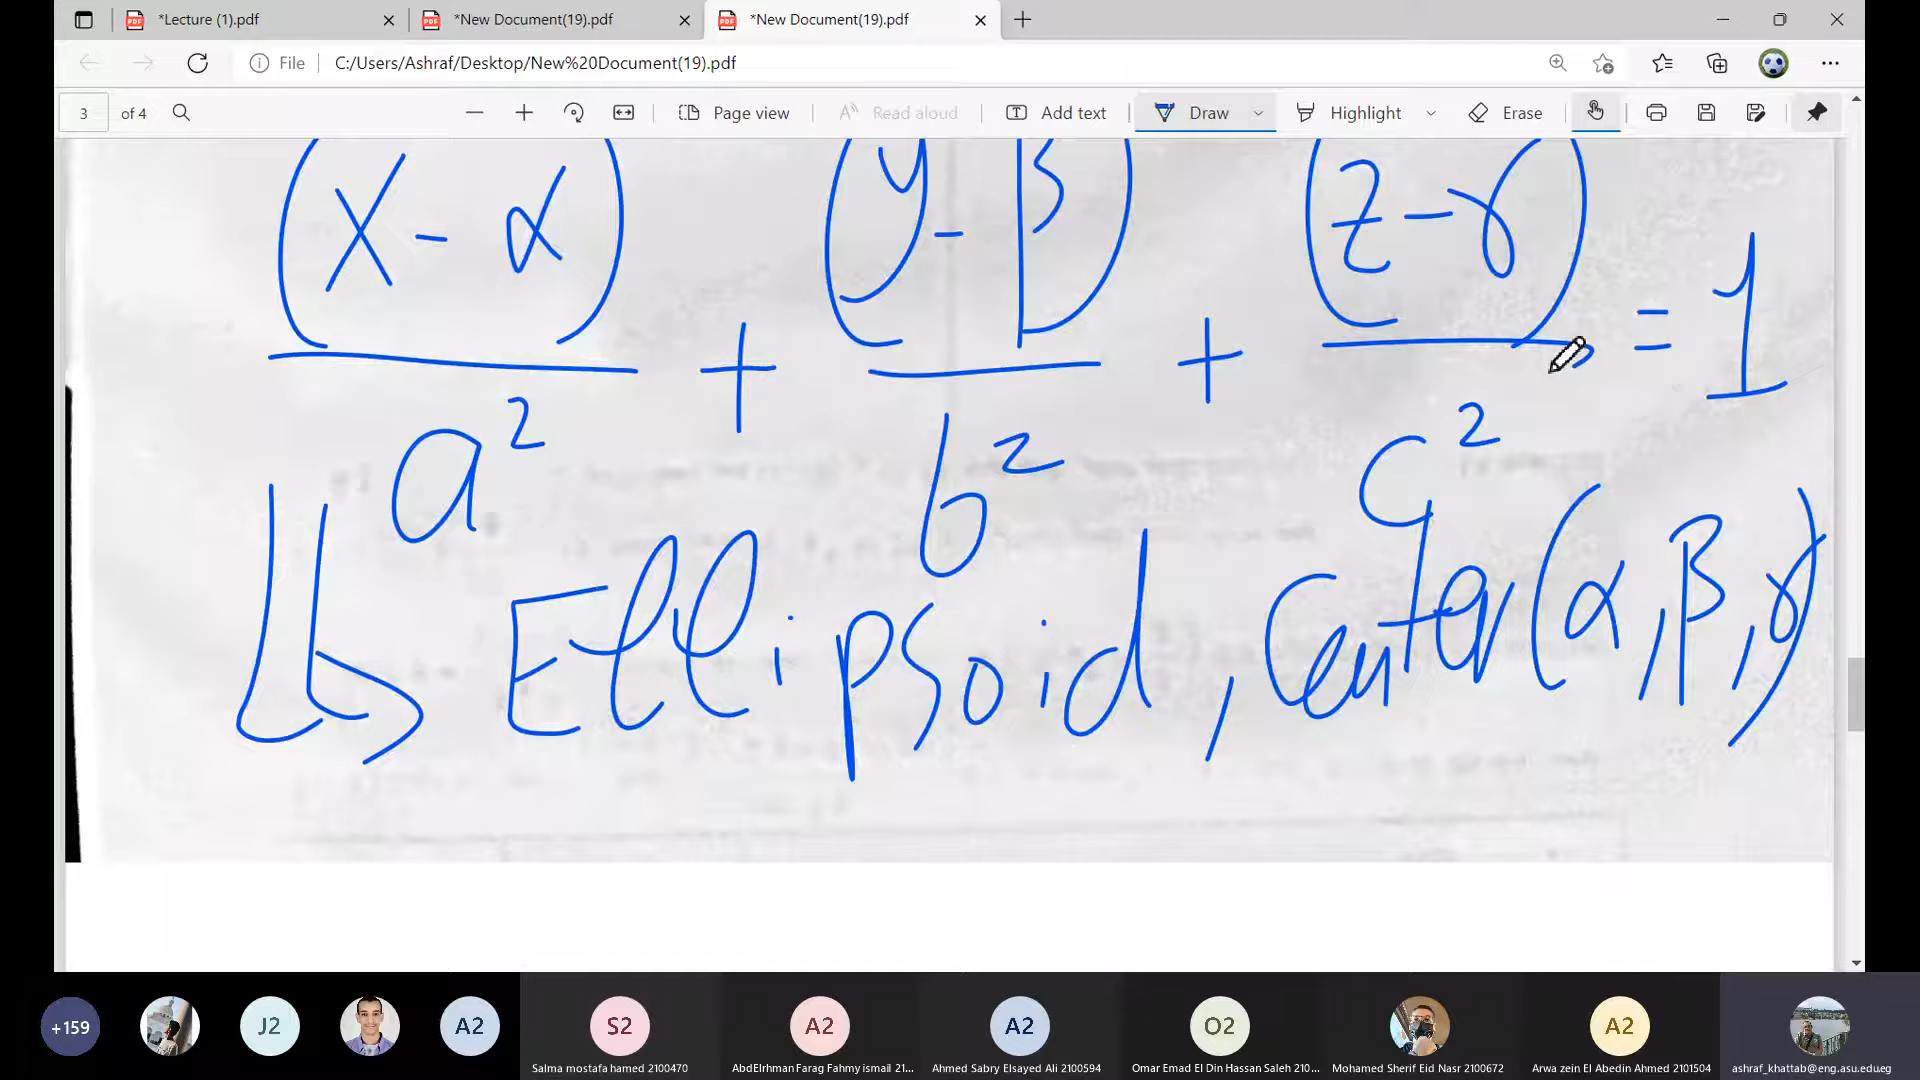 *Lecture (1).pdf
*New Document(19).pdf
*New Document(19).pdf
File
C:/Users/Ashraf/Desktop/New%20Document(19).pdf
3 of 4
Page view
Read aloud
Add text
Draw
Highlight
Erase
(x - α) (y - β) (z - γ)
+ + = 1
a² b² c²
Ellipsoid, Center (α, β, γ)
+159
J2
A2
S2
A2
A2
O2
A2
Salma mostafa hamed 2100470
AbdElrhman Farag Fahmy ismail 21...
Ahmed Sabry Elsayed Ali 2100594
Omar Emad El Din Hassan Saleh 210...
Mohamed Sherif Eid Nasr 2100672
Arwa zein El Abedin Ahmed 2101504
ashraf_khattab@eng.asu.edu.eg